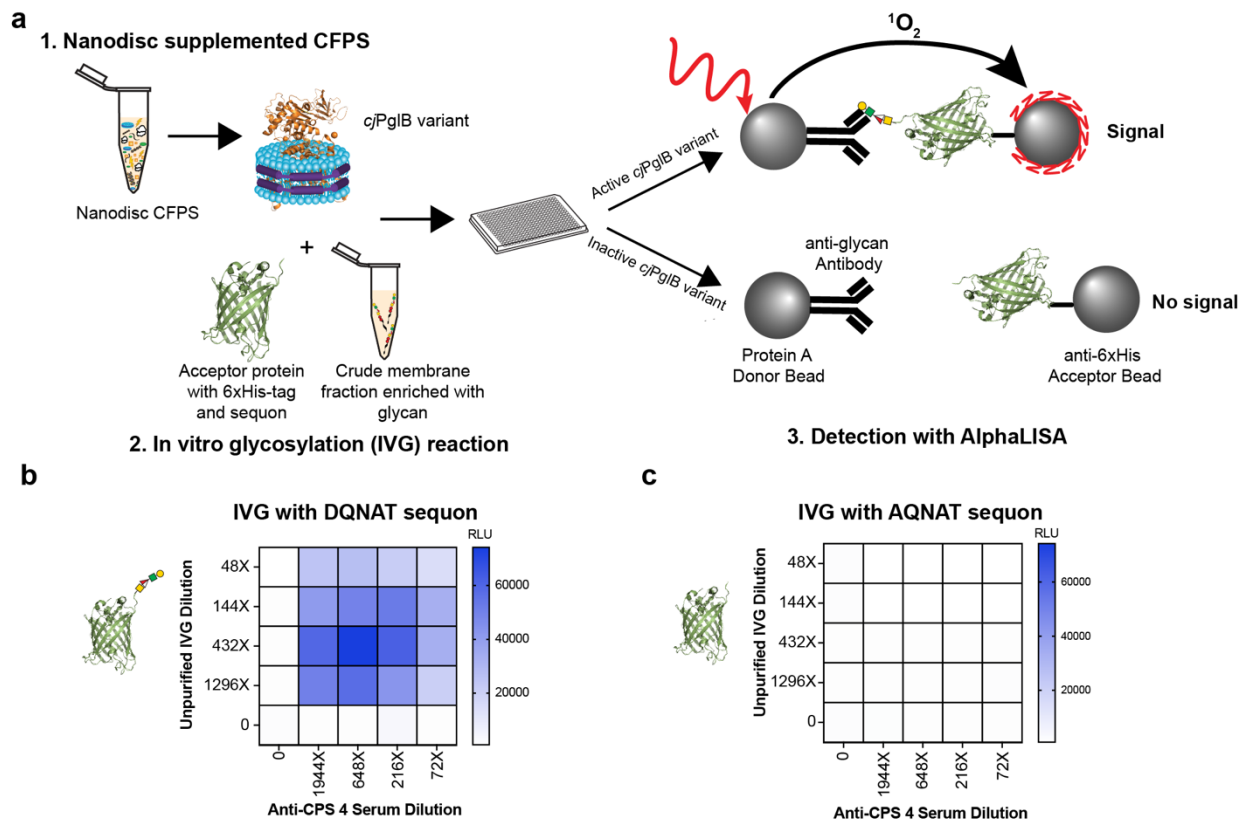 a
1. Nanodisc supplemented CFPS
Nanodisc CFPS
cjPglB variant
+
Acceptor protein
with 6xHis-tag
and sequon
Crude membrane
fraction enriched with
glycan
2. In vitro glycosylation (IVG) reaction
Active cjPglB variant
Inactive cjPglB variant
¹O₂
Signal
anti-glycan
Antibody
No signal
Protein A
Donor Bead
anti-6xHis
Acceptor Bead
3. Detection with AlphaLISA
b
IVG with DQNAT sequon
RLU
Unpurified IVG Dilution
48X
144X
432X
1296X
0
60000
40000
20000
0
1944X
648X
216X
72X
Anti-CPS 4 Serum Dilution
c
IVG with AQNAT sequon
RLU
Unpurified IVG Dilution
48X
144X
432X
1296X
0
60000
40000
20000
0
1944X
648X
216X
72X
Anti-CPS 4 Serum Dilution